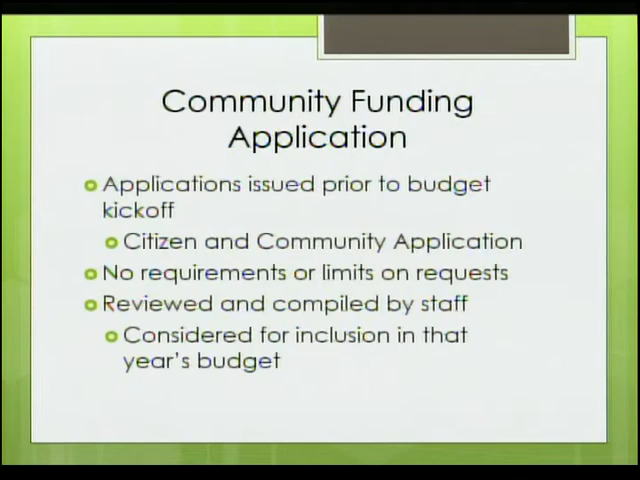 Community Funding
Application
Applications issued prior to budget
kickoff
Citizen and Community Application
No requirements or limits on requests
Reviewed and compiled by staff
Considered for inclusion in that
year's budget